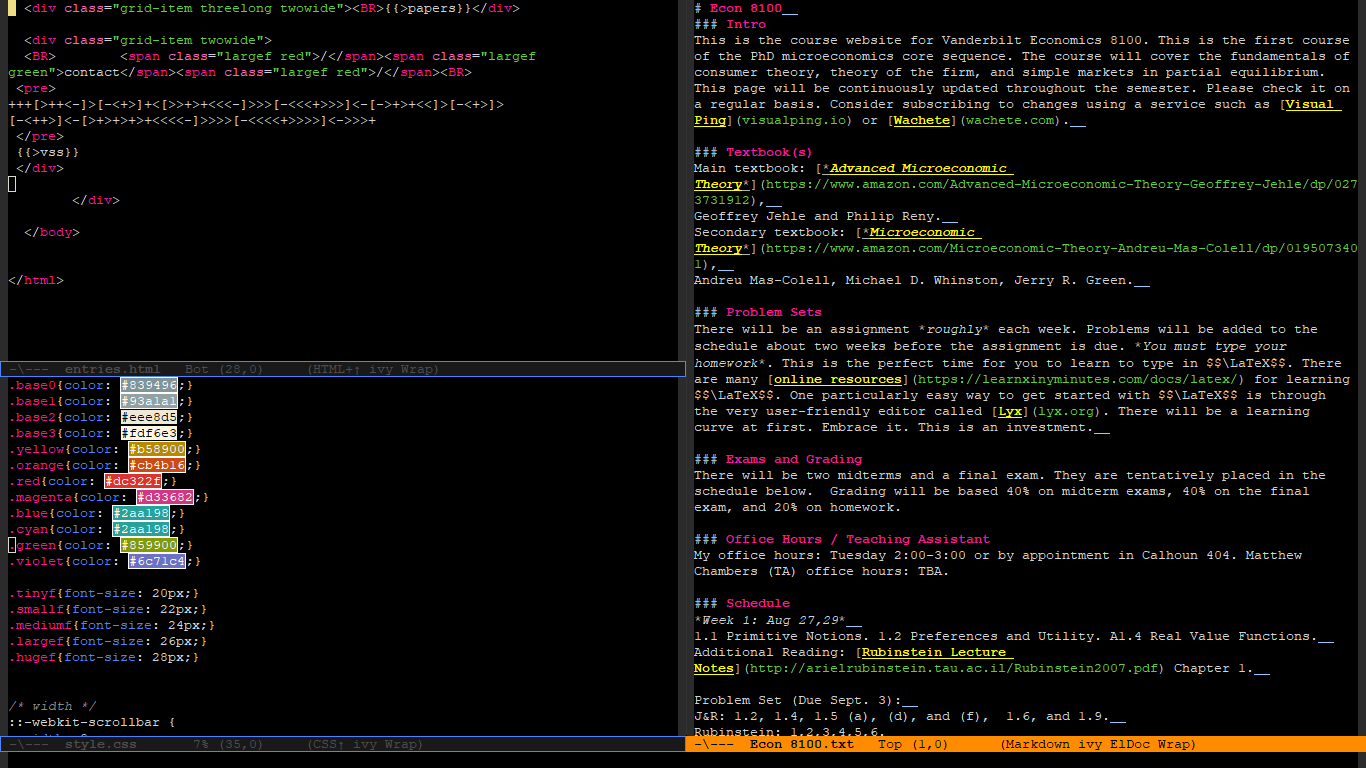 <div class="grid-item threelong twowide"><BR>{{>papers}}</div>
<div class="grid-item twowide">
<BR>        <span class="largef red">/</span><span class="largef
green">contact</span><span class="largef red">/</span><BR>
<pre>
+++[>++<-]>[-<+>]+<[>>+>+<<<-]>>>[-<<<+>>>]<-[->+>+<<]>[-<+>]>
[-<++>]<-[>+>+>+>+<<<<-]>>>>[-<<<<+>>>>]<->>>+
</pre>
{{>vss}}
</div>
</div>
</body>
</html>
-\---  entries.html   Bot (28,0)     (HTML+↑ ivy Wrap)
.base0{color: #839496;}
.base1{color: #93a1a1;}
.base2{color: #eee8d5;}
.base3{color: #fdf6e3;}
.yellow{color: #b58900;}
.orange{color: #cb4b16;}
.red{color: #dc322f;}
.magenta{color: #d33682;}
.blue{color: #2aa198;}
.cyan{color: #2aa198;}
.green{color: #859900;}
.violet{color: #6c71c4;}
.tinyf{font-size: 20px;}
.smallf{font-size: 22px;}
.mediumf{font-size: 24px;}
.largef{font-size: 26px;}
.hugef{font-size: 28px;}
/* width */
::-webkit-scrollbar {
-\---  style.css       7% (35,0)     (CSS↑ ivy Wrap)
# Econ 8100__
### Intro
This is the course website for Vanderbilt Economics 8100. This is the first course
of the PhD microeconomics core sequence. The course will cover the fundamentals of
consumer theory, theory of the firm, and simple markets in partial equilibrium.
This page will be continuously updated throughout the semester. Please check it on
a regular basis. Consider subscribing to changes using a service such as [Visual
Ping](visualping.io) or [Wachete](wachete.com).__
### Textbook(s)
Main textbook: [*Advanced Microeconomic
Theory*](https://www.amazon.com/Advanced-Microeconomic-Theory-Geoffrey-Jehle/dp/027
3731912),__
Geoffrey Jehle and Philip Reny.__
Secondary textbook: [*Microeconomic
Theory*](https://www.amazon.com/Microeconomic-Theory-Andreu-Mas-Colell/dp/019507340
1),__
Andreu Mas-Colell, Michael D. Whinston, Jerry R. Green.__
### Problem Sets
There will be an assignment *roughly* each week. Problems will be added to the
schedule about two weeks before the assignment is due. *You must type your
homework*. This is the perfect time for you to learn to type in $$\LaTeX$$. There
are many [online resources](https://learnxinyminutes.com/docs/latex/) for learning
$$\LaTeX$$. One particularly easy way to get started with $$\LaTeX$$ is through
the very user-friendly editor called [Lyx](lyx.org). There will be a learning
curve at first. Embrace it. This is an investment.__
### Exams and Grading
There will be two midterms and a final exam. They are tentatively placed in the
schedule below.  Grading will be based 40% on midterm exams, 40% on the final
exam, and 20% on homework.
### Office Hours / Teaching Assistant
My office hours: Tuesday 2:00-3:00 or by appointment in Calhoun 404. Matthew
Chambers (TA) office hours: TBA.
### Schedule
*Week 1: Aug 27,29*__
1.1 Primitive Notions. 1.2 Preferences and Utility. A1.4 Real Value Functions.__
Additional Reading: [Rubinstein Lecture
Notes](http://arielrubinstein.tau.ac.il/Rubinstein2007.pdf) Chapter 1.__
Problem Set (Due Sept. 3):__
J&R: 1.2, 1.4, 1.5 (a), (d), and (f),  1.6, and 1.9.__
Rubinstein: 1,2,3,4,5,6.
-\---  Econ 8100.txt   Top (1,0)      (Markdown ivy ElDoc Wrap)